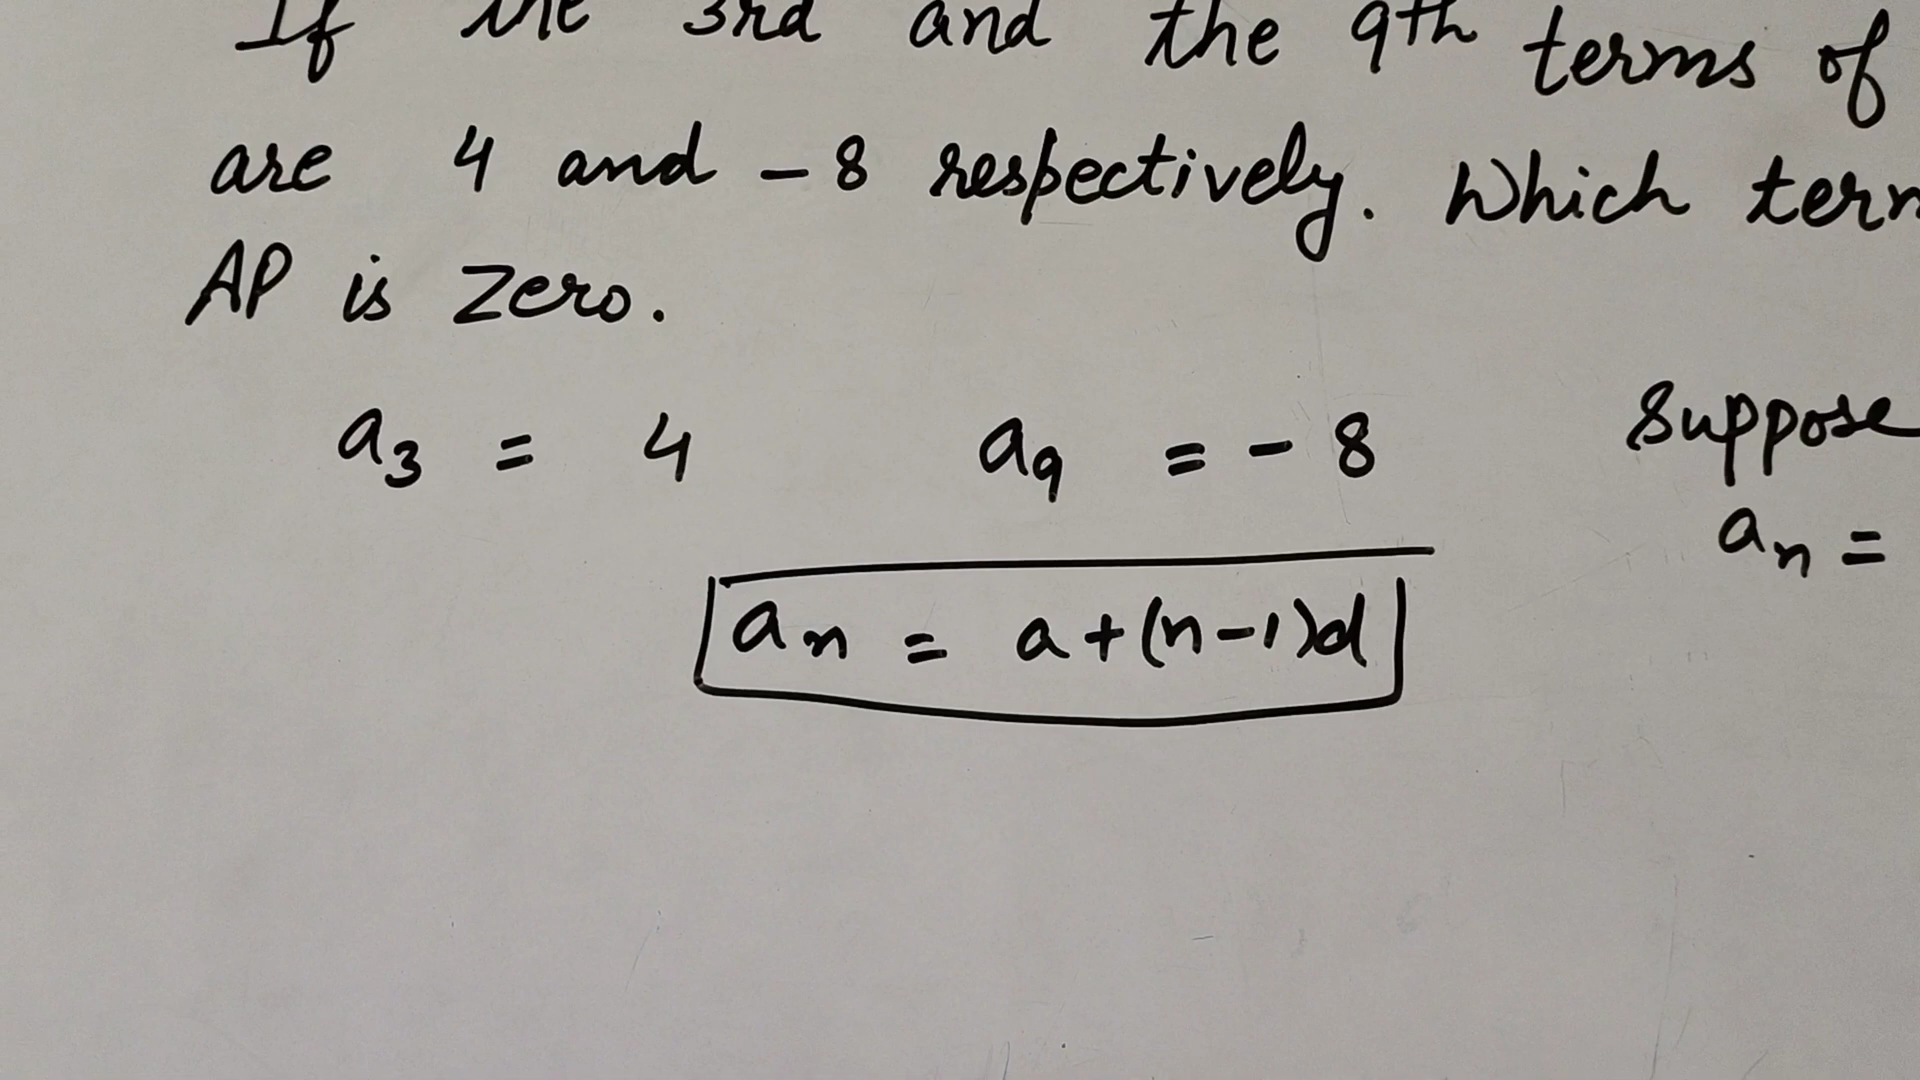 If the 3rd and the 9th terms of
are 4 and - 8 respectively. Which term
AP is zero.
a₃ = 4 a₉ = - 8 Suppose
aₙ =
aₙ = a + (n-1)d